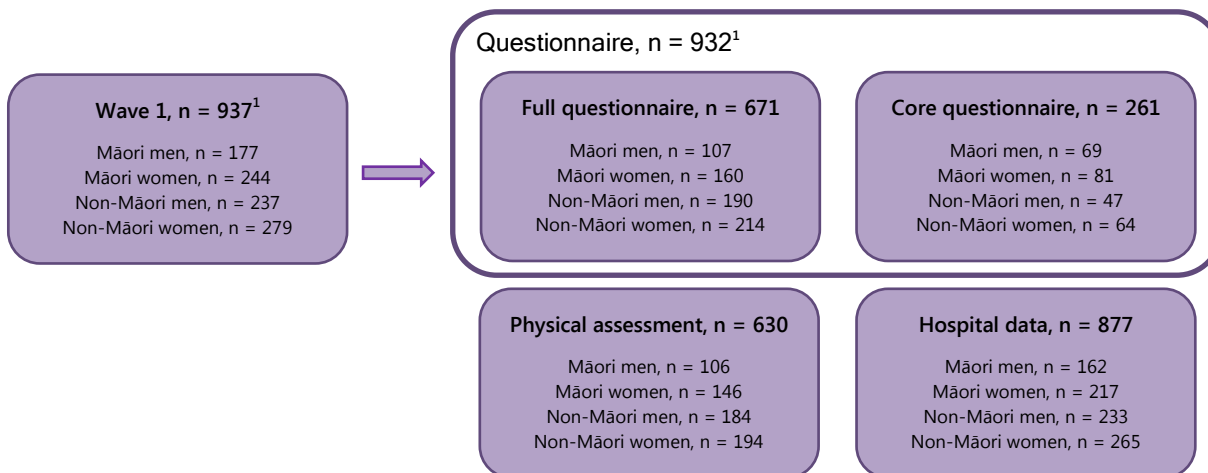 Questionnaire, n = 932¹
Wave 1, n = 937¹
Māori men, n = 177
Māori women, n = 244
Non-Māori men, n = 237
Non-Māori women, n = 279
Full questionnaire, n = 671
Māori men, n = 107
Māori women, n = 160
Non-Māori men, n = 190
Non-Māori women, n = 214
Core questionnaire, n = 261
Māori men, n = 69
Māori women, n = 81
Non-Māori men, n = 47
Non-Māori women, n = 64
Physical assessment, n = 630
Māori men, n = 106
Māori women, n = 146
Non-Māori men, n = 184
Non-Māori women, n = 194
Hospital data, n = 877
Māori men, n = 162
Māori women, n = 217
Non-Māori men, n = 233
Non-Māori women, n = 265